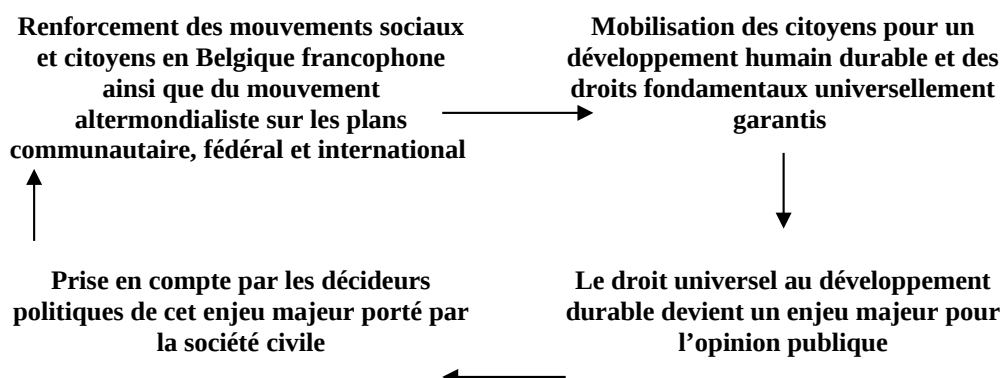 Renforcement des mouvements sociaux
et citoyens en Belgique francophone
ainsi que du mouvement
altermondialiste sur les plans
communautaire, fédéral et international
Mobilisation des citoyens pour un
développement humain durable et des
droits fondamentaux universellement
garantis
Le droit universel au développement
durable devient un enjeu majeur pour
l’opinion publique
Prise en compte par les décideurs
politiques de cet enjeu majeur porté par
la société civile